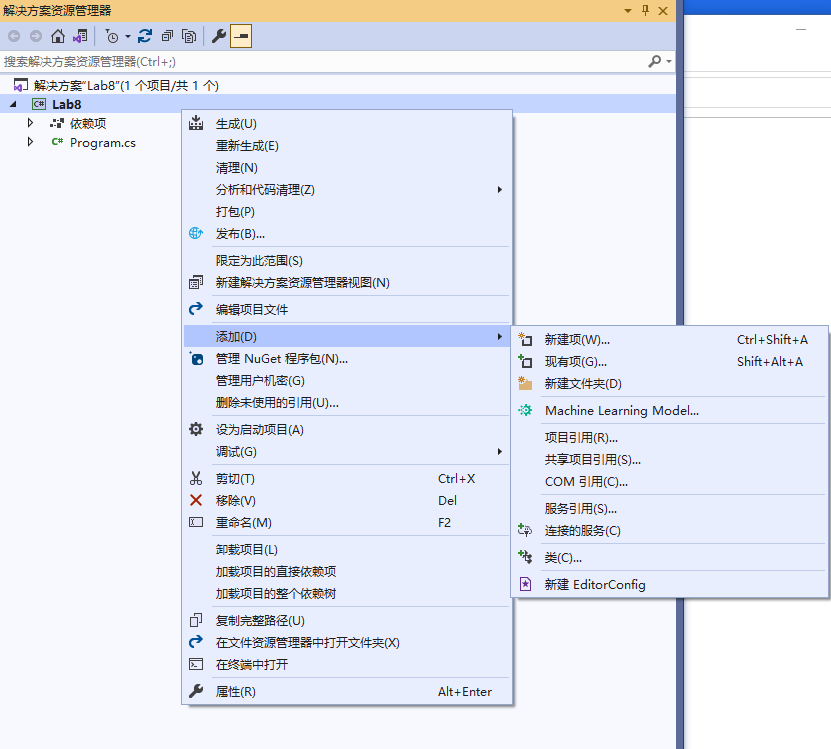 解决方案资源管理器
搜索解决方案资源管理器(Ctrl+;)
解决方案"Lab8"(1 个项目/共 1 个)
C# Lab8
依赖项
C# Program.cs
生成(U)
重新生成(E)
清理(N)
分析和代码清理(Z)
打包(P)
发布(B)...
限定为此范围(S)
新建解决方案资源管理器视图(N)
编辑项目文件
添加(D)
管理 NuGet 程序包(N)...
管理用户机密(G)
删除未使用的引用(U)...
设为启动项目(A)
调试(G)
剪切(T) Ctrl+X
移除(V) Del
重命名(M) F2
卸载项目(L)
加载项目的直接依赖项
加载项目的整个依赖树
复制完整路径(U)
在文件资源管理器中打开文件夹(X)
在终端中打开
属性(R) Alt+Enter
新建项(W)... Ctrl+Shift+A
现有项(G)... Shift+Alt+A
新建文件夹(D)
Machine Learning Model...
项目引用(R)...
共享项目引用(S)...
COM 引用(C)...
服务引用(S)...
连接的服务(C)
类(C)...
新建 EditorConfig